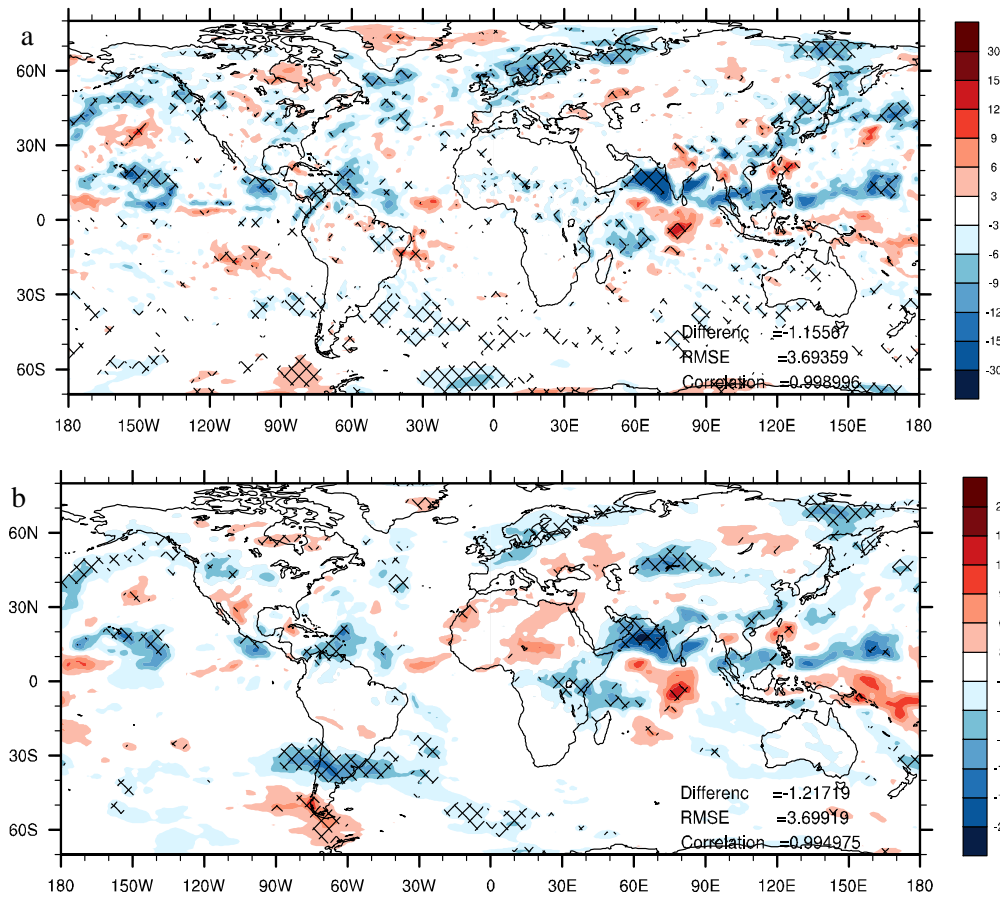 a
60N
30N
0
30S
60S
180 150W 120W 90W 60W 30W 0 30E 60E 90E 120E 150E 180
Differenc =-1.15567
RMSE =3.69359
Correlation =0.998996
30
15
12
9
6
3
-3
-6
-9
-12
-15
-30
b
60N
30N
0
30S
60S
180 150W 120W 90W 60W 30W 0 30E 60E 90E 120E 150E 180
Differenc =-1.21719
RMSE =3.69919
Correlation =0.994975